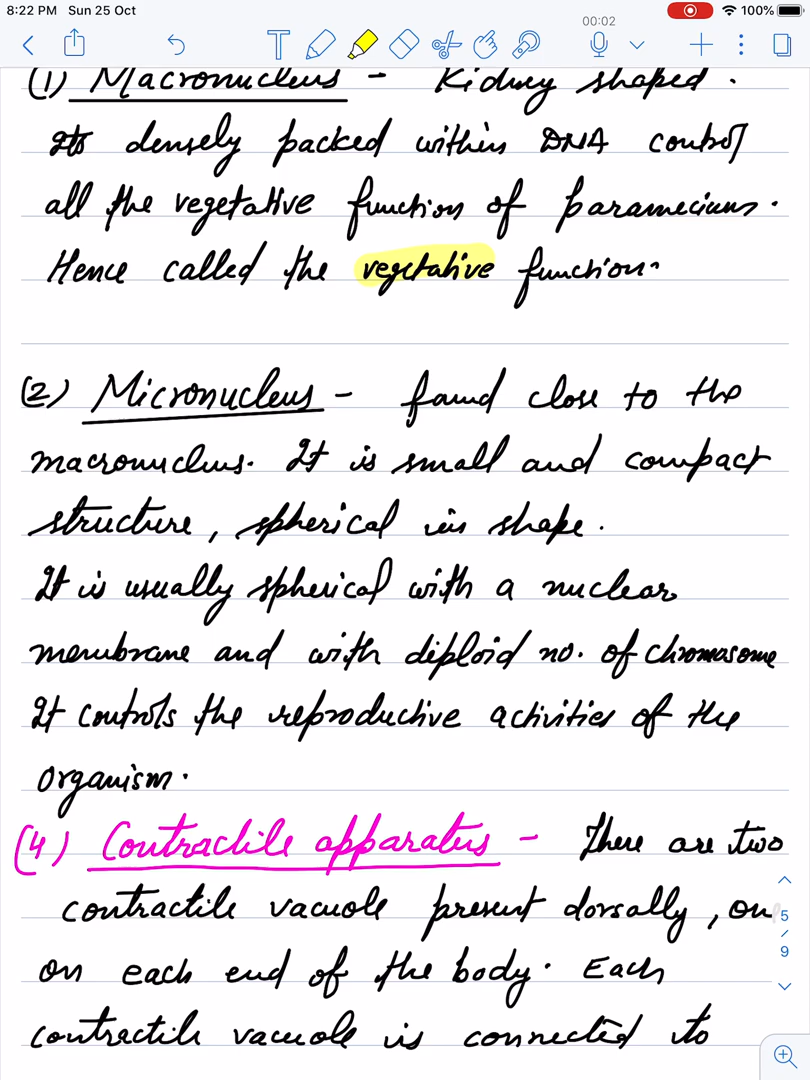 8:22 PM Sun 25 Oct 100%
00:02
(1) Macronucleus - Kidney shaped.
Its densely packed within DNA control
all the vegetative function of paramecium.
Hence called the vegetative function.
(2) Micronucleus - found close to the
macronuclus. It is small and compact
structure, spherical in shape.
It is usually spherical with a nuclear
membrane and with diploid no. of chromosome
It controls the reproductive activities of the
organism.
(4) Contractile apparatus - There are two
contractile vacuole present dorsally, one
on each end of the body. Each
contractile vacuole is connected to
5
/
9